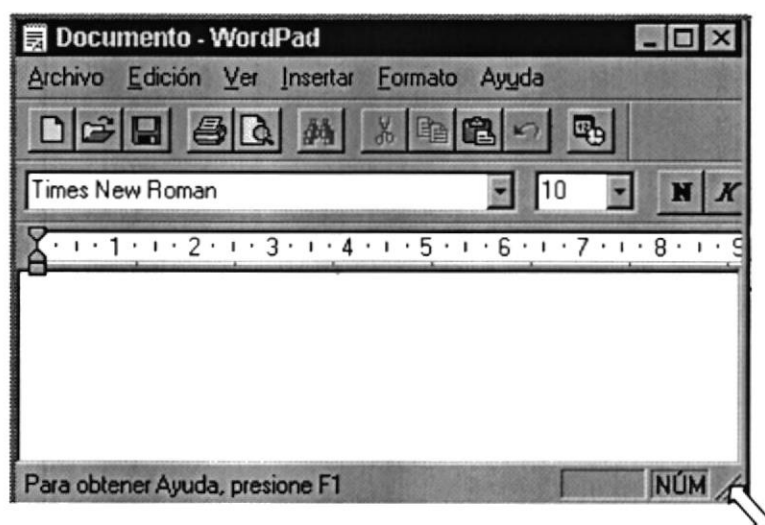 Documento - WordPad
Archivo Edición Ver Insertar Formato Ayuda
Times New Roman 10 N K
1 2 3 4 5 6 7 8 9
Para obtener Ayuda, presione F1 NÚM